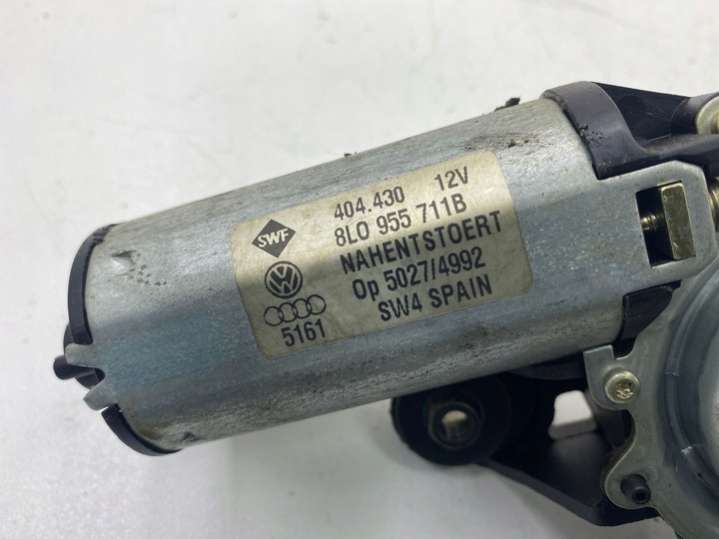 404.430 12V
SWF
8L0 955 711B
NAHENTSTOERT
Op 5027/4992
SW4 SPAIN
5161